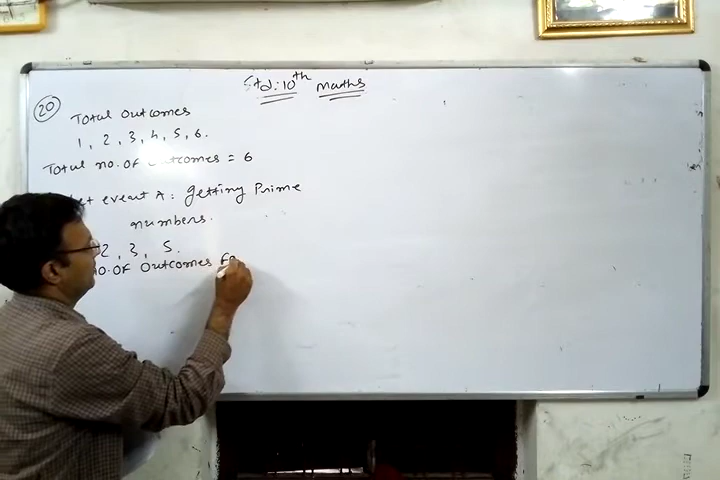 Std: 10th Maths
20
Total outcomes
1, 2, 3, 4, 5, 6.
Total no. of outcomes = 6
Let event A: getting Prime
numbers.
2, 3, 5.
no. of outcomes